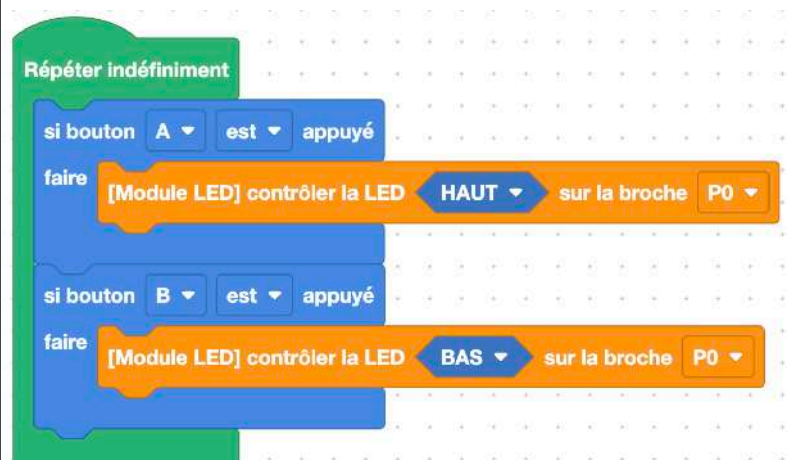 Répéter indéfiniment
si bouton A est appuyé
faire
[Module LED] contrôler la LED HAUT sur la broche P0
si bouton B est appuyé
faire
[Module LED] contrôler la LED BAS sur la broche P0